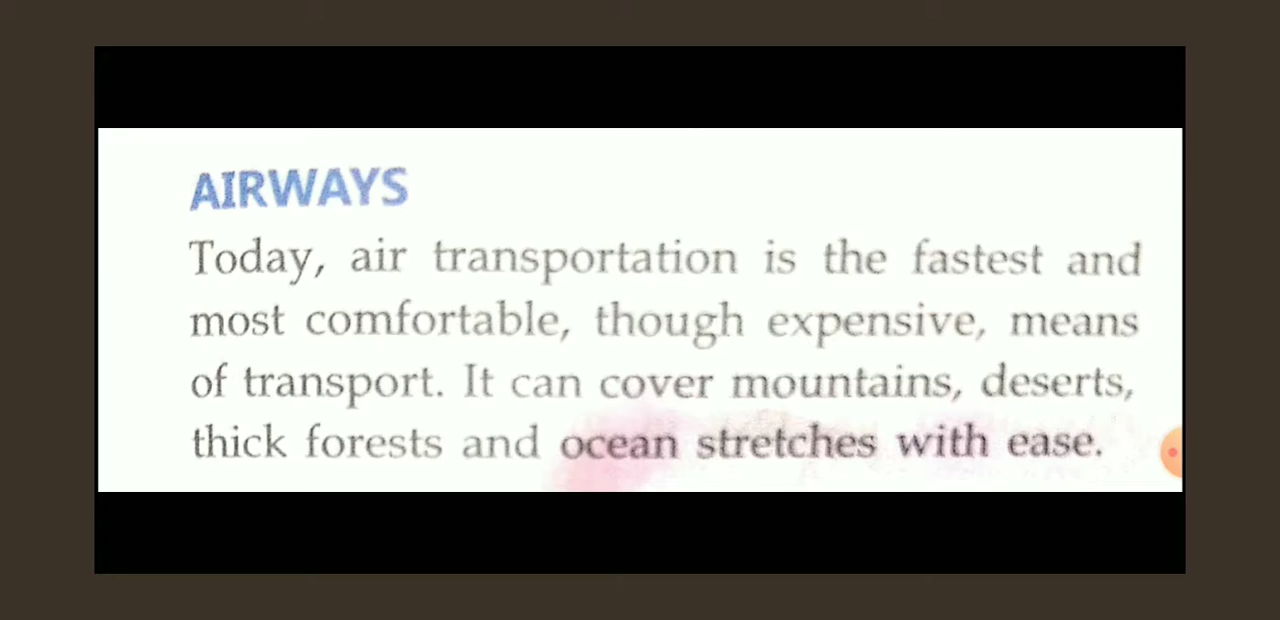 AIRWAYS
Today, air transportation is the fastest and
most comfortable, though expensive, means
of transport. It can cover mountains, deserts,
thick forests and ocean stretches with ease.